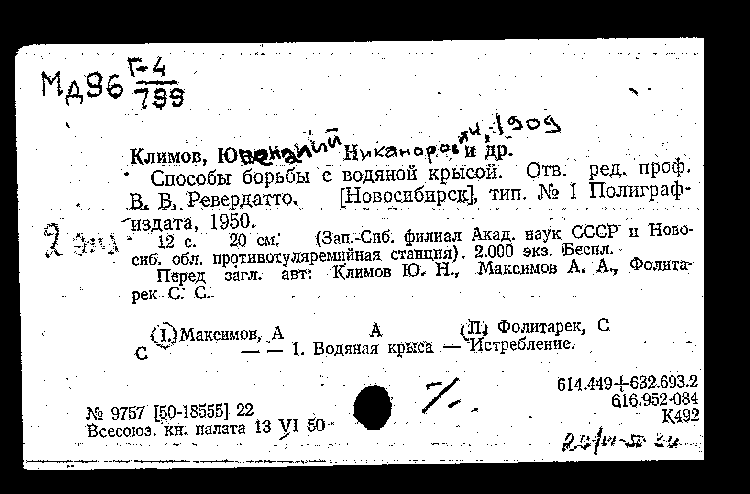 МД96 Г-4
799
Климов, Ювеналий Никанорович, 1909 и др.
Способы борьбы с водяной крысой. Отв. ред. проф.
В. В. Ревердатто. [Новосибирск], тип. № I Полиграф-
издата, 1950.
2 экз
12 с. 20 см. (Зап.-Сиб. филиал Акад. наук СССР и Ново-
сиб. обл. противотуляремийная станция). 2.000 экз. Беспл.
Перед загл. авт: Климов Ю. Н., Максимов А. А., Фолита-
рек С. С.
(I.) Максимов, А А (П.) Фолитарек, С
С — — 1. Водяная крыса — Истребление.
614.449+632.693.2
616.952-084
К492
№ 9757 [50-18555] 22
Всесоюз. кн. палата 13 VI 50